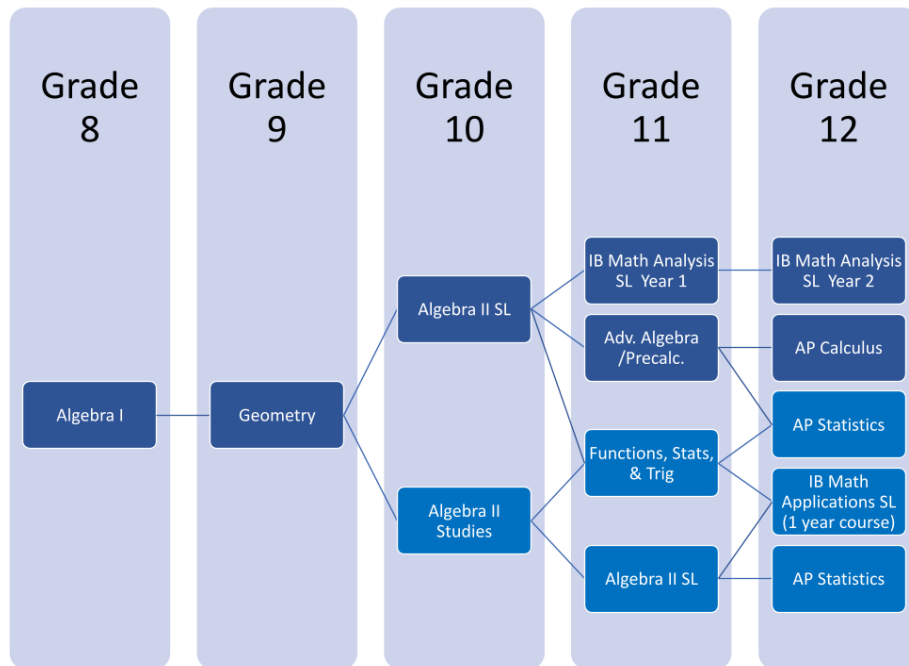 Grade
8
Grade
9
Grade
10
Grade
11
Grade
12
Algebra I
Geometry
Algebra II SL
Algebra II
Studies
IB Math Analysis
SL Year 1
Adv. Algebra
/Precalc.
Functions, Stats,
& Trig
Algebra II SL
IB Math Analysis
SL Year 2
AP Calculus
AP Statistics
IB Math
Applications SL
(1 year course)
AP Statistics